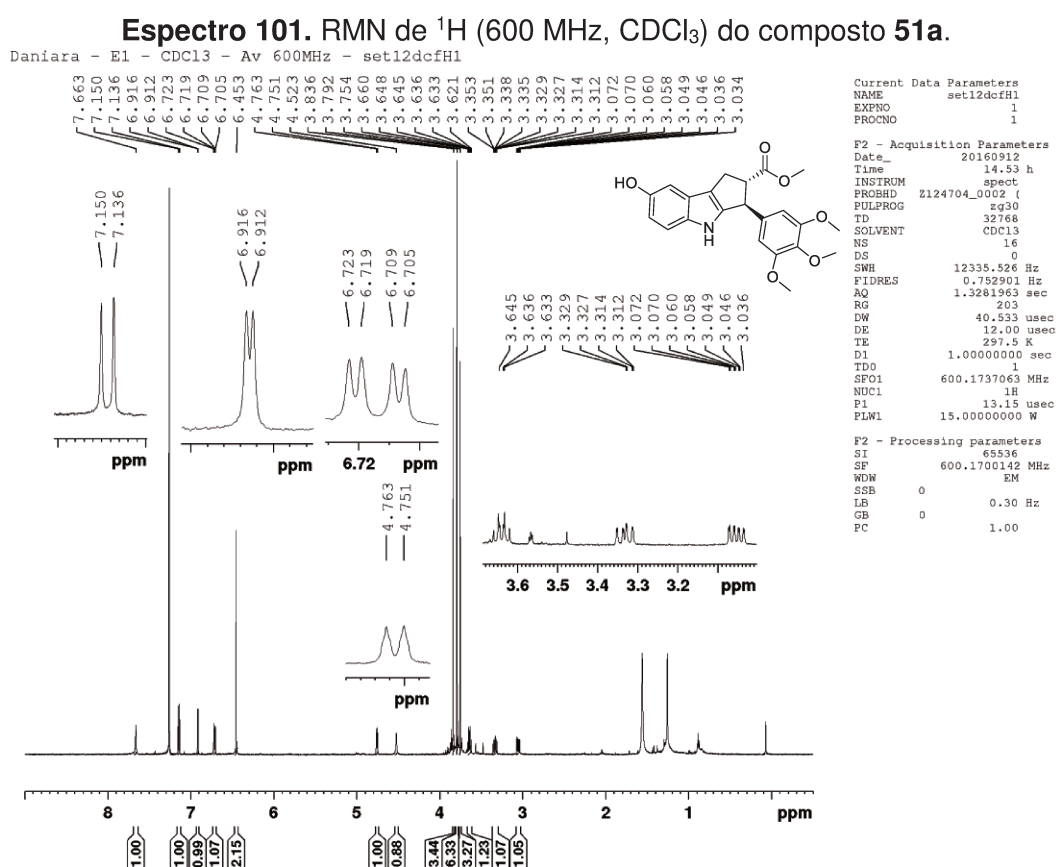 Espectro 101. RMN de ¹H (600 MHz, CDCl₃) do composto 51a.
Daniara - E1 - CDCl3 - Av 600MHz - set12dcfH1
7.663
7.150
7.136
6.916
6.912
6.723
6.719
6.709
6.705
6.453
4.763
4.751
4.523
3.836
3.792
3.754
3.660
3.648
3.645
3.636
3.633
3.621
3.353
3.351
3.338
3.335
3.329
3.327
3.314
3.312
3.072
3.070
3.060
3.058
3.049
3.046
3.036
3.034
Current Data Parameters
NAME set12dcfH1
EXPNO 1
PROCNO 1
F2 - Acquisition Parameters
Date_ 20160912
Time 14.53 h
INSTRUM spect
PROBHD Z124704_0002 (
PULPROG zg30
TD 32768
SOLVENT CDCl3
NS 16
DS 0
SWH 12335.526 Hz
FIDRES 0.752901 Hz
AQ 1.3281963 sec
RG 203
DW 40.533 usec
DE 12.00 usec
TE 297.5 K
D1 1.00000000 sec
TD0 1
SFO1 600.1737063 MHz
NUC1 1H
P1 13.15 usec
PLW1 15.00000000 W
F2 - Processing parameters
SI 65536
SF 600.1700142 MHz
WDW EM
SSB 0
LB 0.30 Hz
GB 0
PC 1.00
HO
N
H
O
O
O
O
O
7.150
7.136
ppm
6.916
6.912
ppm
6.723
6.719
6.709
6.705
6.72 ppm
4.763
4.751
ppm
3.645
3.636
3.633
3.329
3.327
3.314
3.312
3.072
3.070
3.060
3.058
3.049
3.046
3.036
3.6 3.5 3.4 3.3 3.2 ppm
8 7 6 5 4 3 2 1 ppm
1.00
1.00
0.99
1.07
2.15
1.00
0.88
3.44
6.33
3.27
1.23
1.07
1.05